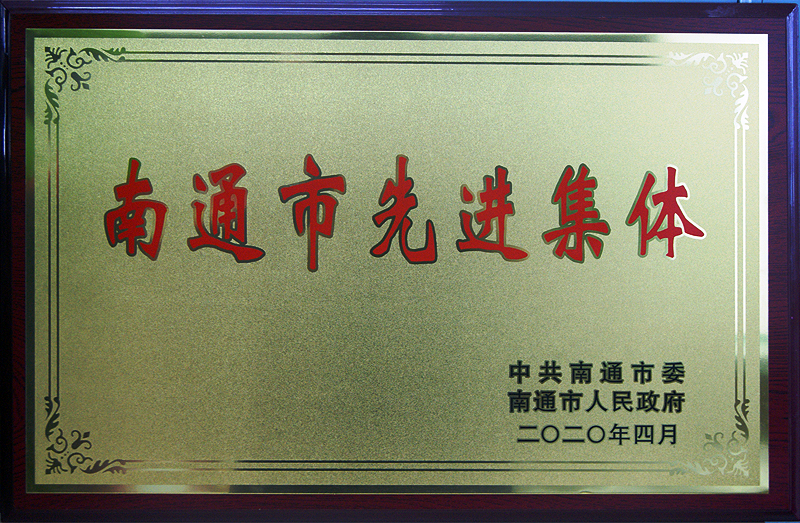 南通市先进集体
中共南通市委
南通市人民政府
二〇二〇年四月